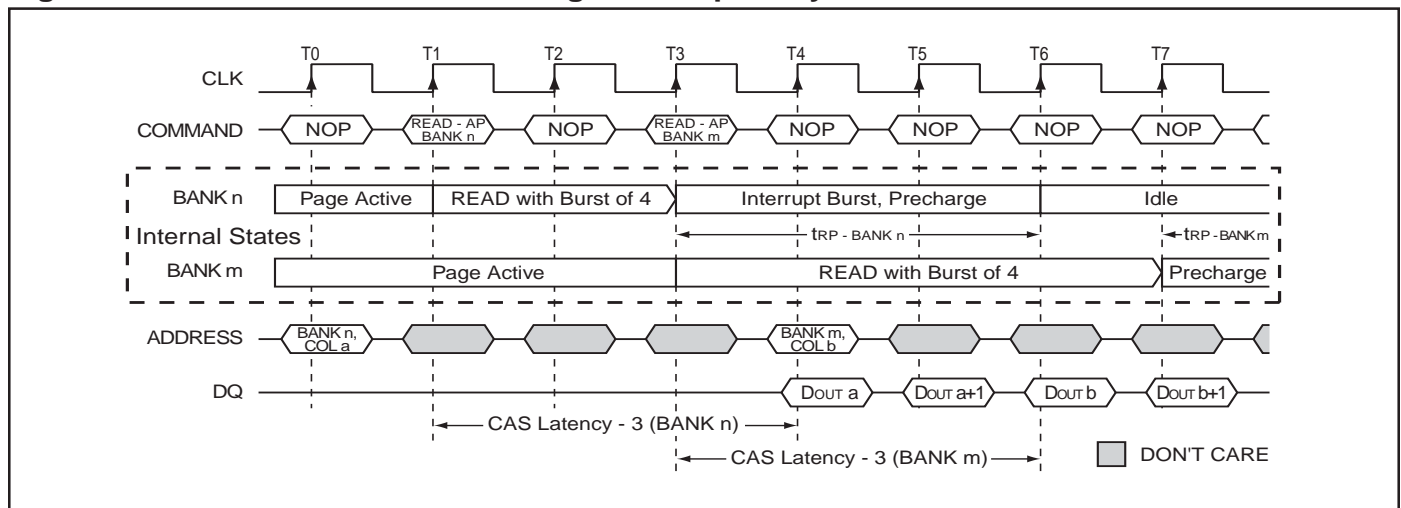 T0 T1 T2 T3 T4 T5 T6 T7
CLK
COMMAND NOP READ - AP BANK n NOP READ - AP BANK m NOP NOP NOP NOP
BANK n Page Active READ with Burst of 4 Interrupt Burst, Precharge Idle
Internal States tRP - BANK n tRP - BANK m
BANK m Page Active READ with Burst of 4 Precharge
ADDRESS BANK n, COL a BANK m, COL b
DQ DOUT a DOUT a+1 DOUT b DOUT b+1
CAS Latency - 3 (BANK n)
CAS Latency - 3 (BANK m) DON'T CARE